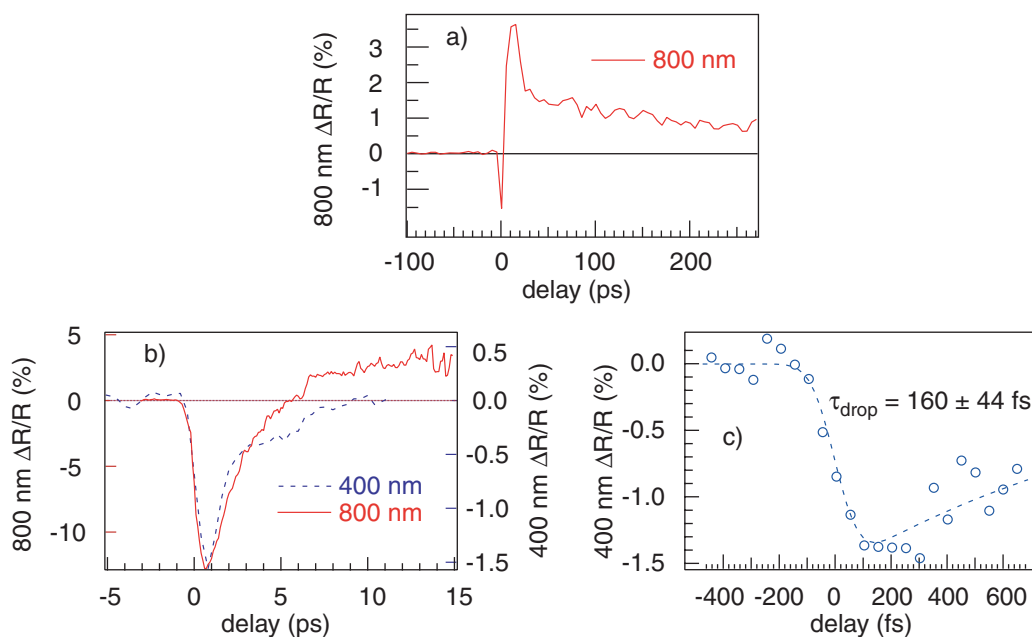 a)
800 nm
800 nm ΔR/R (%)
3
2
1
0
-1
-100 0 100 200
delay (ps)
b)
400 nm
800 nm
800 nm ΔR/R (%)
5
0
-5
-10
400 nm ΔR/R (%)
0.5
0.0
-0.5
-1.0
-1.5
-5 0 5 10 15
delay (ps)
c)
τdrop = 160 ± 44 fs
400 nm ΔR/R (%)
0.0
-0.5
-1.0
-1.5
-400 -200 0 200 400 600
delay (fs)